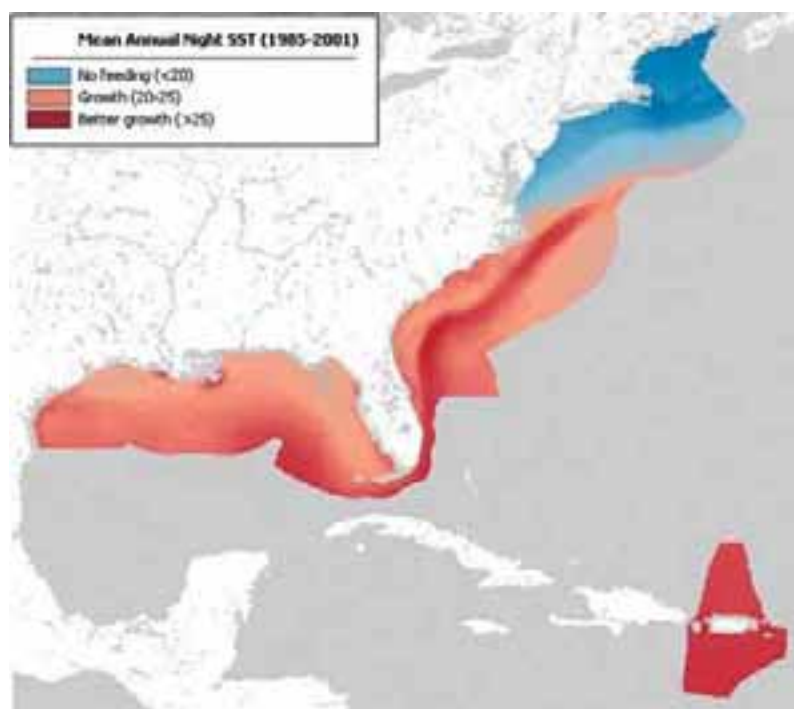 Mean Annual Night SST (1985-2001)
No feeding (<20)
Growth (20-25)
Better growth (>25)